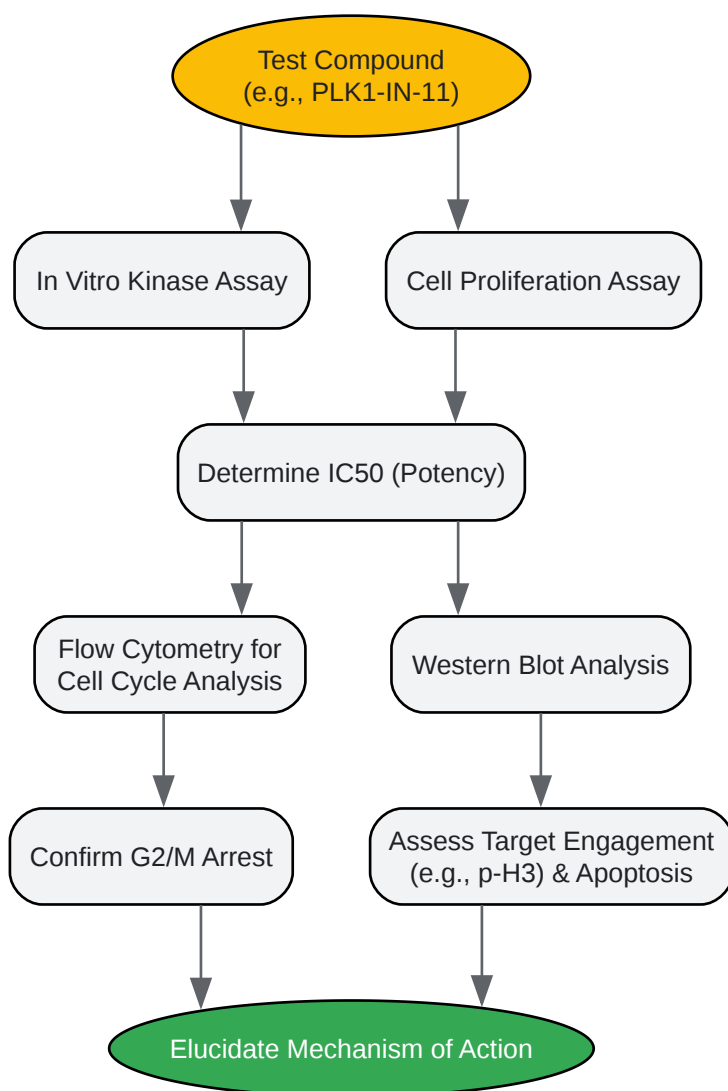 Test Compound
(e.g., PLK1-IN-11)
In Vitro Kinase Assay
Cell Proliferation Assay
Determine IC50 (Potency)
Flow Cytometry for
Cell Cycle Analysis
Western Blot Analysis
Confirm G2/M Arrest
Assess Target Engagement
(e.g., p-H3) & Apoptosis
Elucidate Mechanism of Action